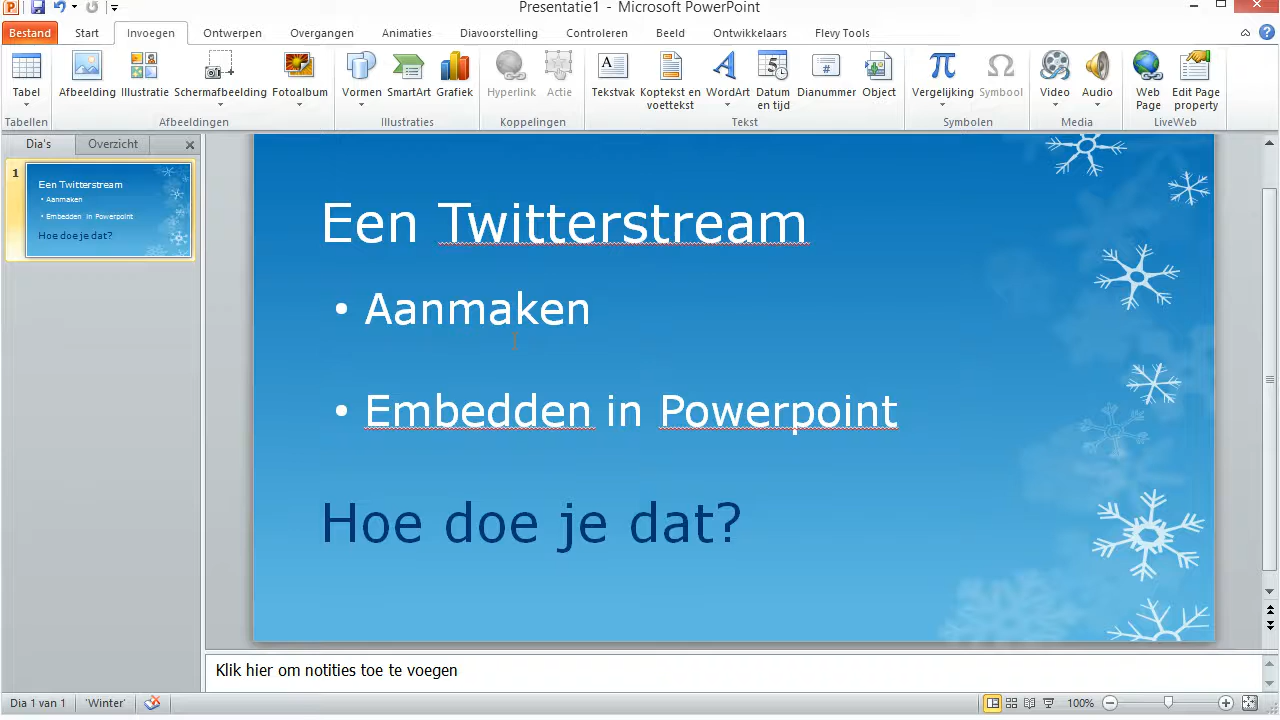 Presentatie1 - Microsoft PowerPoint
Bestand Start Invoegen Ontwerpen Overgangen Animaties Diavoorstelling Controleren Beeld Ontwikkelaars Flevy Tools
Tabel Afbeelding Illustratie Schermafbeelding Fotoalbum Vormen SmartArt Grafiek Hyperlink Actie Tekstvak Koptekst en voettekst WordArt Datum en tijd Dianummer Object Vergelijking Symbool Video Audio Web Page Edit Page property
Tabellen Afbeeldingen Illustraties Koppelingen Tekst Symbolen Media LiveWeb
Dia's Overzicht
1
Een Twitterstream
• Aanmaken
• Embedden in Powerpoint
Hoe doe je dat?
Een Twitterstream
• Aanmaken
• Embedden in Powerpoint
Hoe doe je dat?
Klik hier om notities toe te voegen
Dia 1 van 1 'Winter' 100%